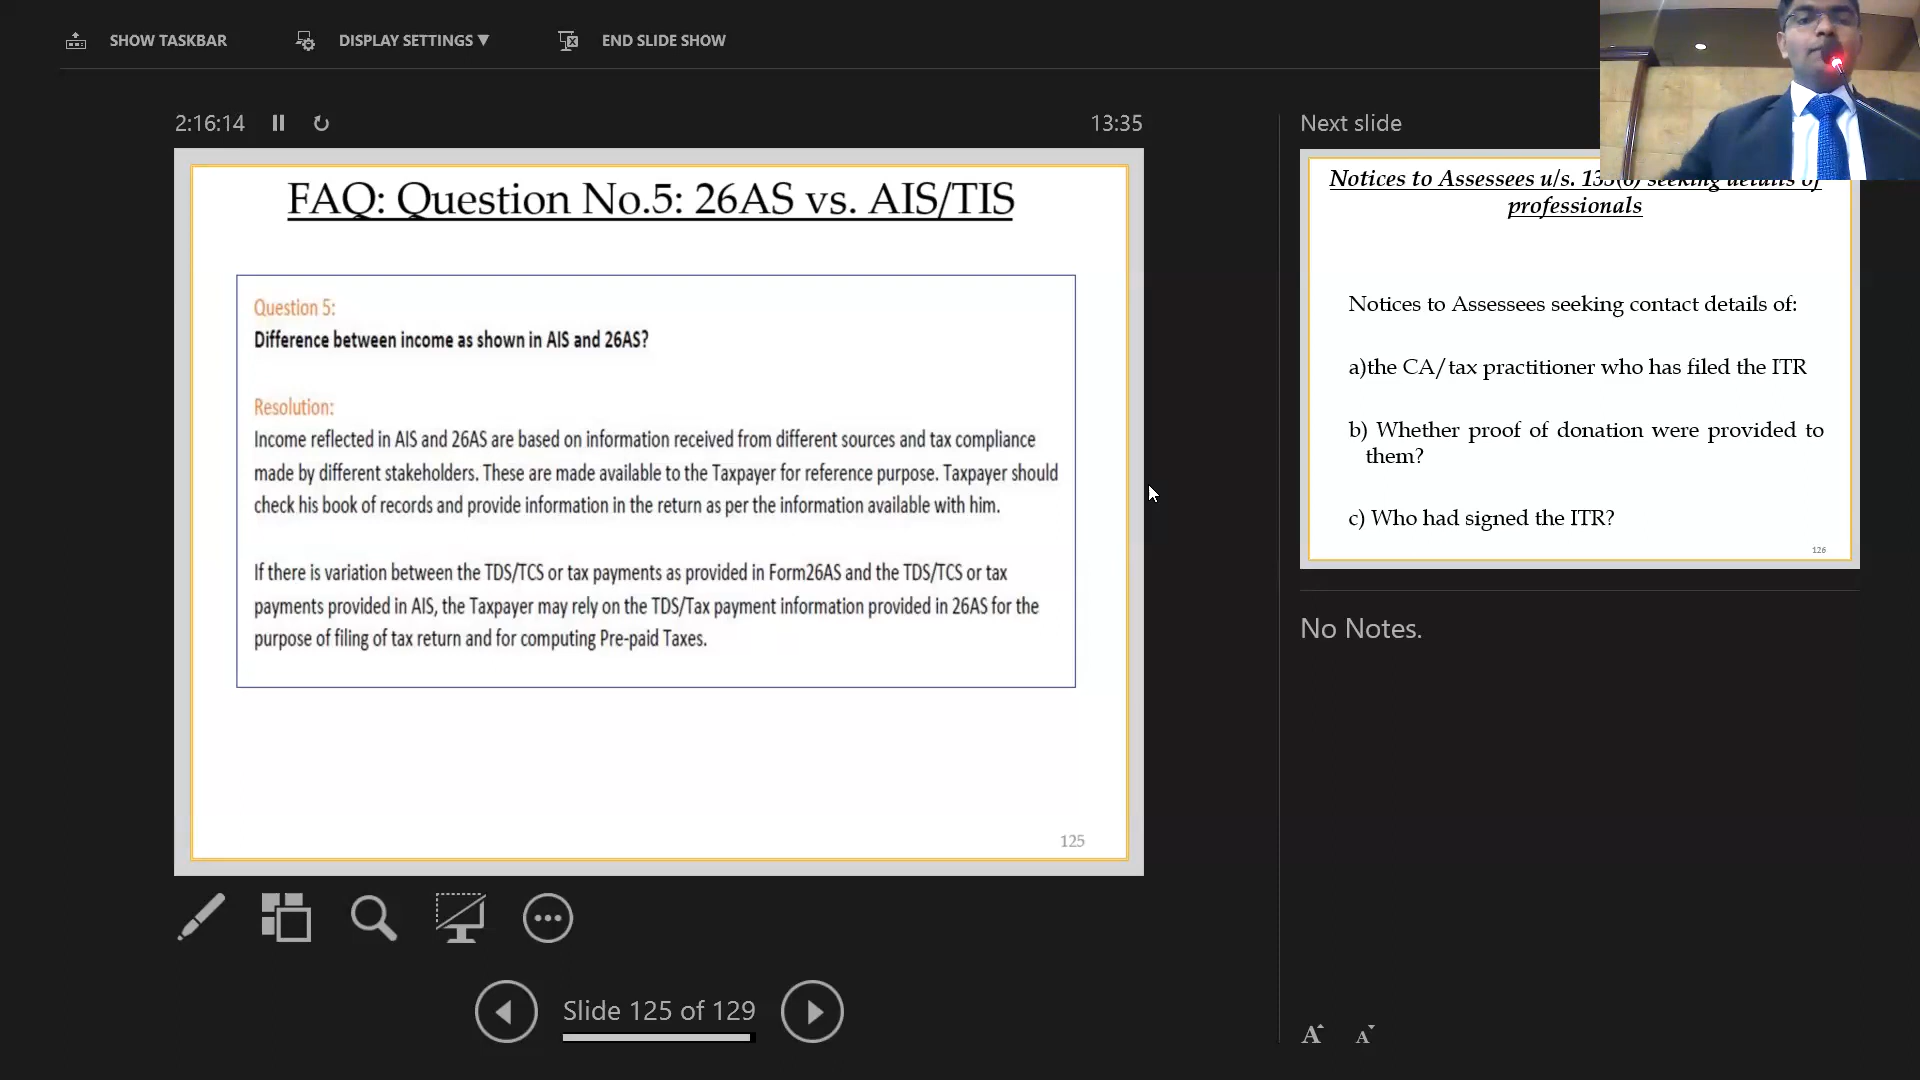 SHOW TASKBAR
DISPLAY SETTINGS ▼
END SLIDE SHOW
2:16:14
13:35
FAQ: Question No.5: 26AS vs. AIS/TIS
Question 5:
Difference between income as shown in AIS and 26AS?
Resolution:
Income reflected in AIS and 26AS are based on information received from different sources and tax compliance
made by different stakeholders. These are made available to the Taxpayer for reference purpose. Taxpayer should
check his book of records and provide information in the return as per the information available with him.
If there is variation between the TDS/TCS or tax payments as provided in Form26AS and the TDS/TCS or tax
payments provided in AIS, the Taxpayer may rely on the TDS/Tax payment information provided in 26AS for the
purpose of filing of tax return and for computing Pre-paid Taxes.
125
Slide 125 of 129
Next slide
Notices to Assessees u/s. 133(6) seeking details of
professionals
Notices to Assessees seeking contact details of:
a)the CA/tax practitioner who has filed the ITR
b) Whether proof of donation were provided to
them?
c) Who had signed the ITR?
126
No Notes.
A A